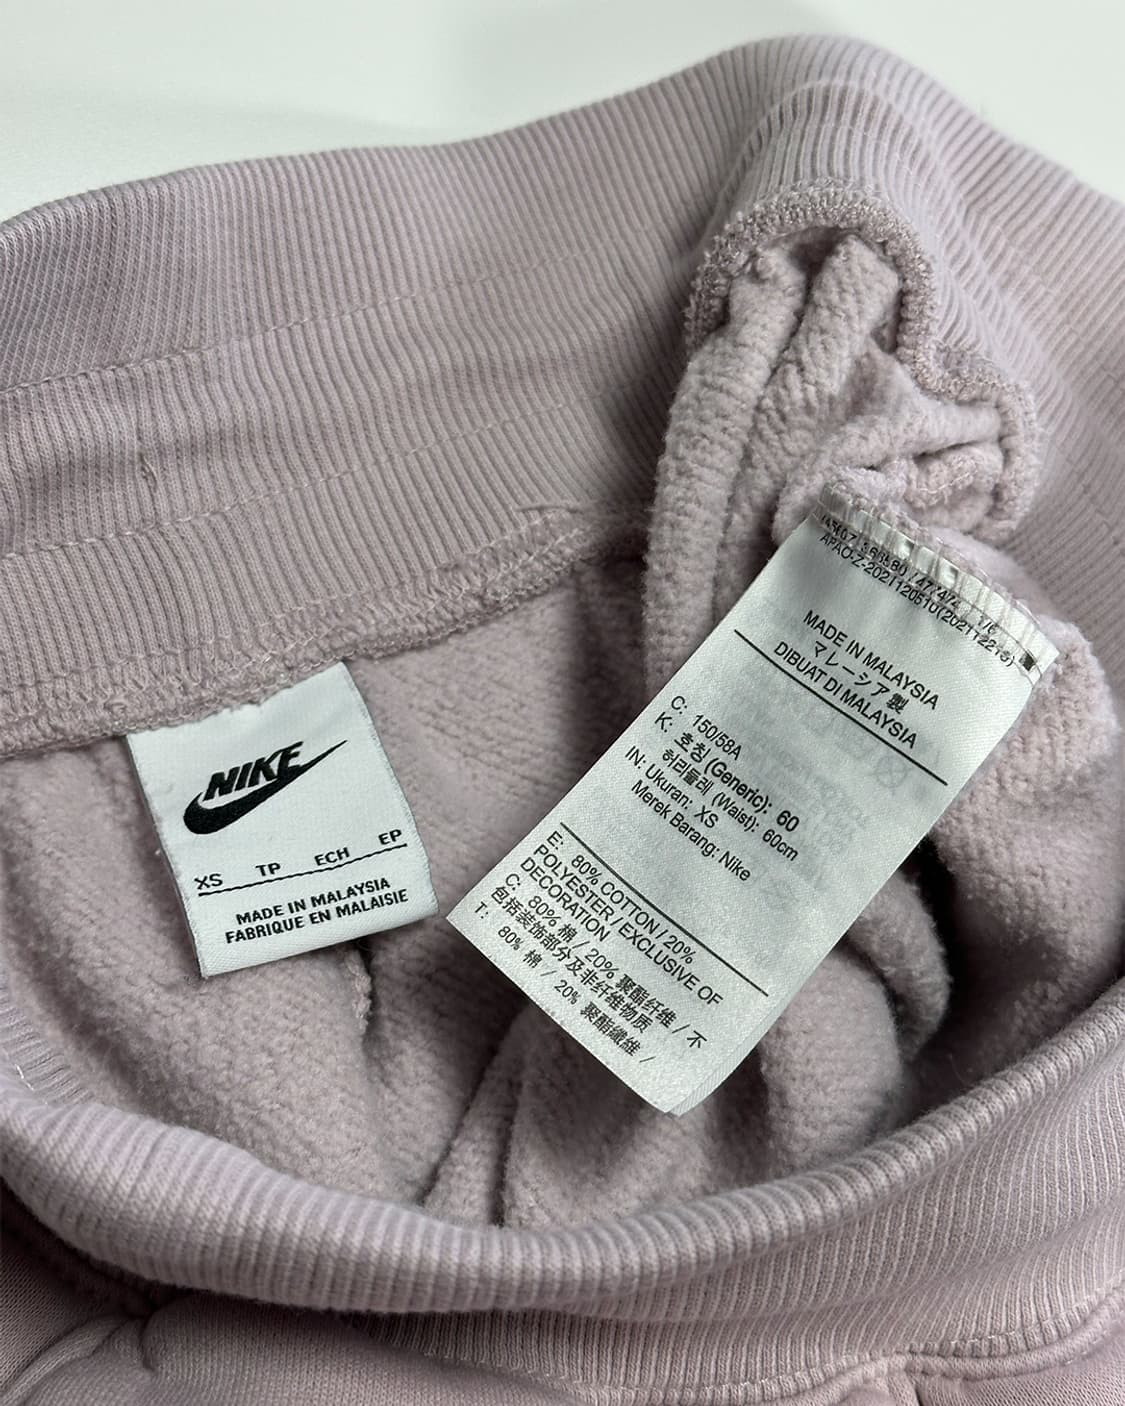 NIKE
XS TP ECH EP
MADE IN MALAYSIA
FABRIQUE EN MALAISIE
MADE IN MALAYSIA
マレーシア製
DIBUAT DI MALAYSIA
C: 150/58A
K: 호칭 (Generic): 60
허리둘레 (Waist): 60cm
IN: Ukuran: XS
Merek Barang: Nike
E: 80% COTTON / 20%
POLYESTER / EXCLUSIVE OF
DECORATION
C: 80% 棉 / 20% 聚酯纤维 / 不
包括装饰部分及非纤维物质
T: 80% 棉 / 20% 聚酯纖維 /